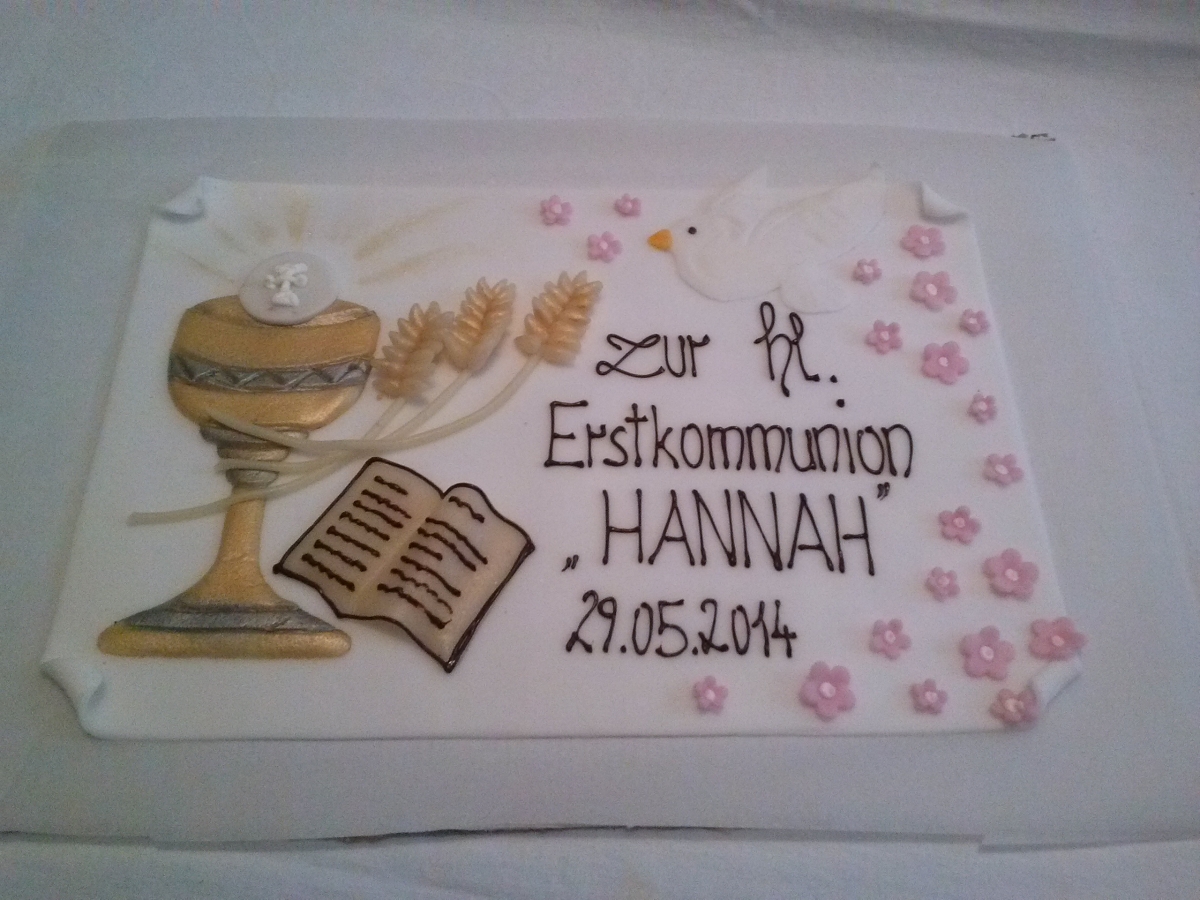 zur hl.
Erstkommunion
„HANNAH”
29.05.2014